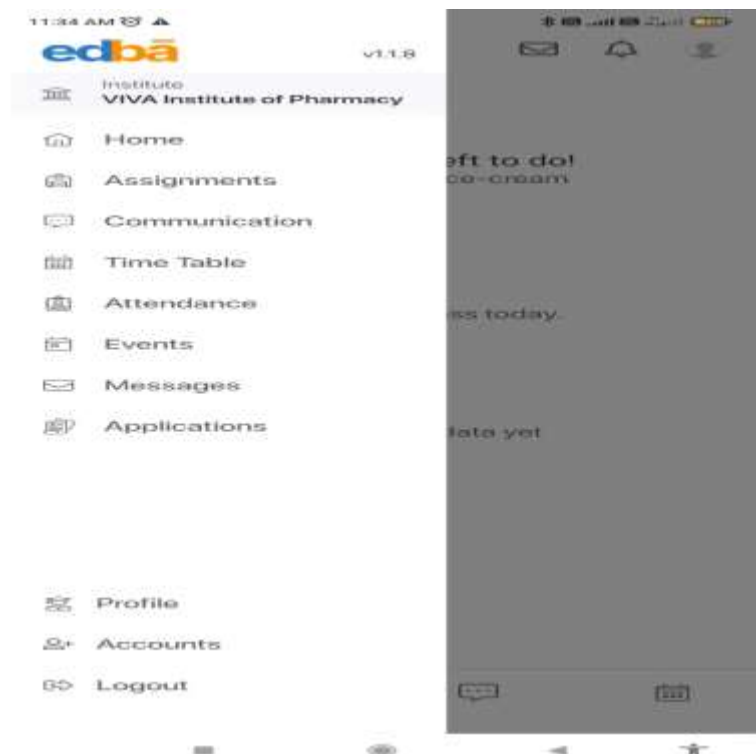 11:34 AM
edbā
v1.1.8
Institute
VIVA Institute of Pharmacy
Home
Assignments
Communication
Time Table
Attendance
Events
Messages
Applications
Profile
Accounts
Logout
eft to do!
ce-cream
ss today.
data yet